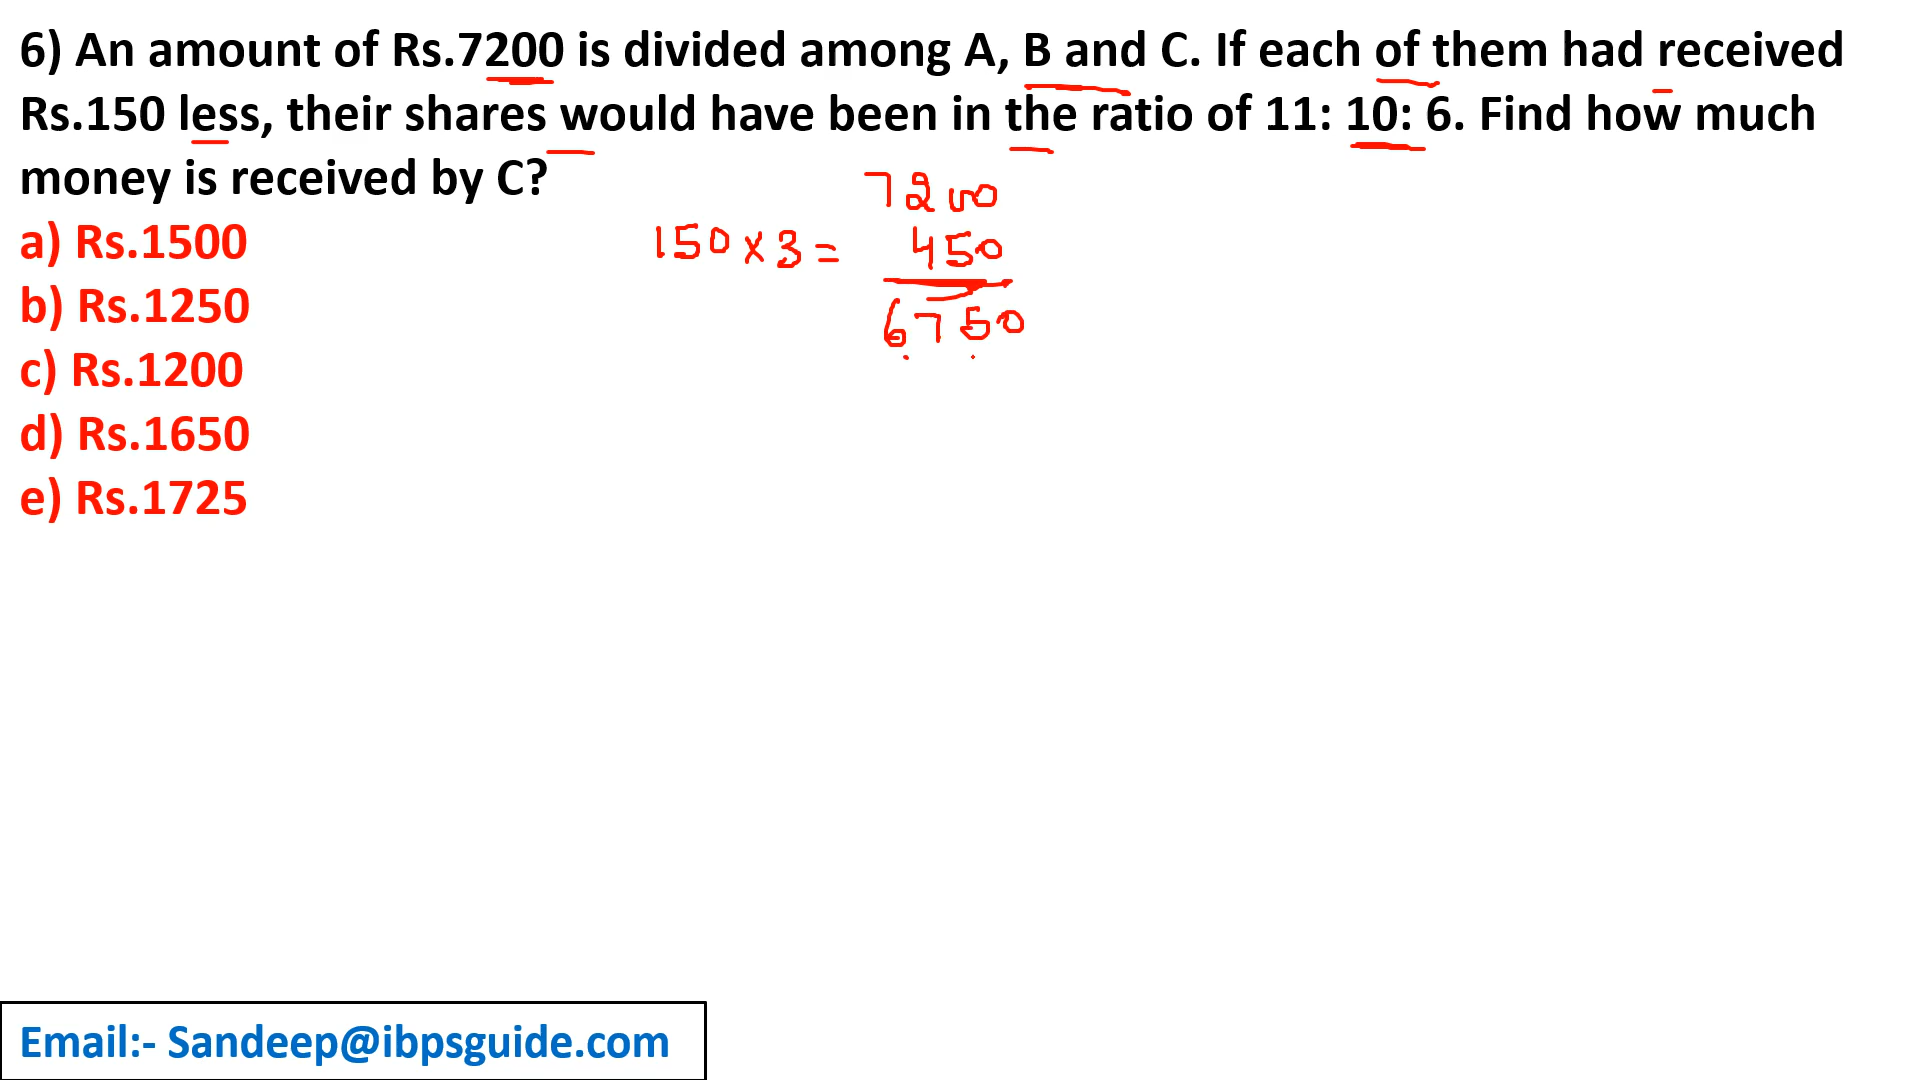 6) An amount of Rs.7200 is divided among A, B and C. If each of them had received
Rs.150 less, their shares would have been in the ratio of 11: 10: 6. Find how much
money is received by C?
7200
a) Rs.1500
150 x 3 = 450
b) Rs.1250
6750
c) Rs.1200
d) Rs.1650
e) Rs.1725
Email:- Sandeep@ibpsguide.com